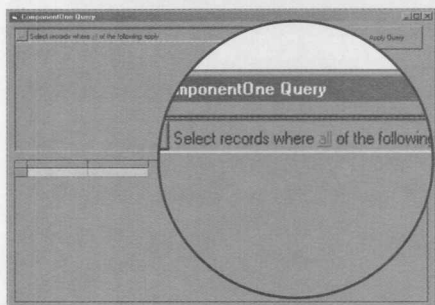 ComponentOne Query
Select records where all of the following apply
Apply Query
mponentOne Query
Select records where all of the following